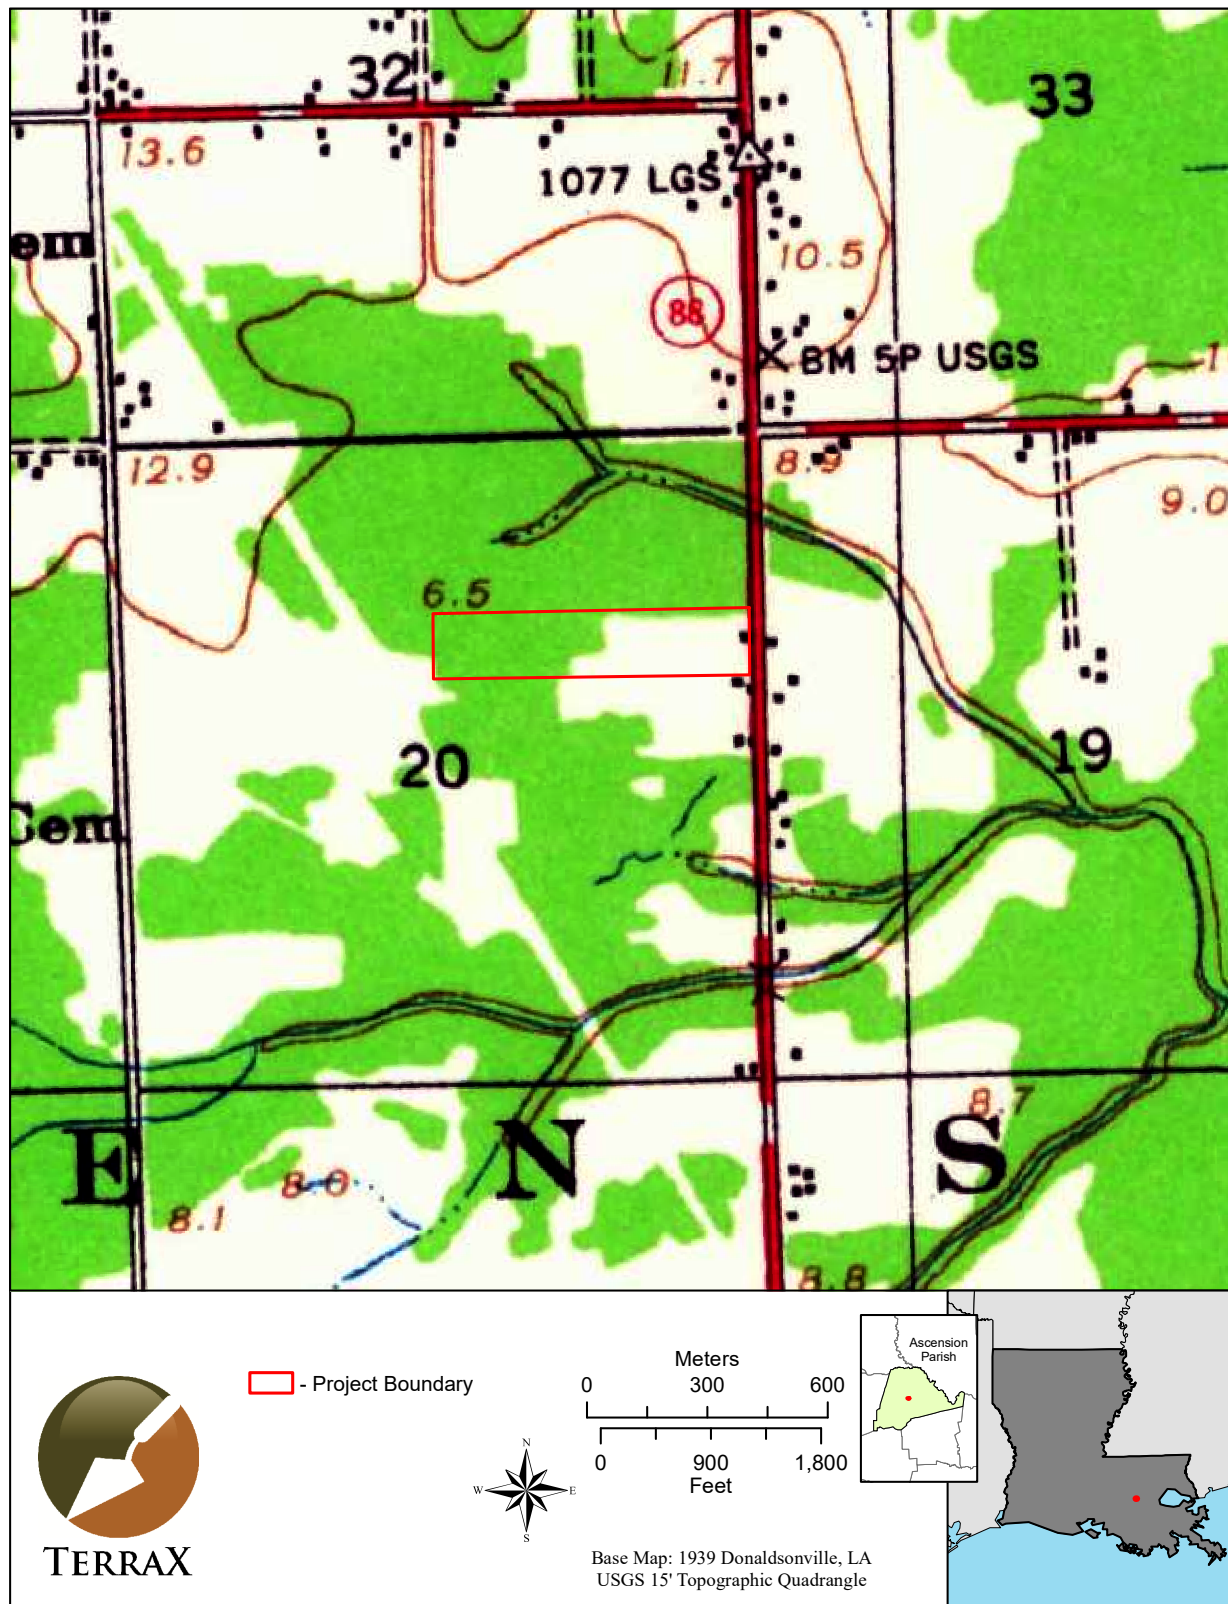 32
11.7
33
13.6
1077 LGS
em
10.5
88
BM 5P USGS
12.9
8.9
9.0
6.5
20
19
Cem
E N S
8.7
8.0
8.1
8.8
- Project Boundary
Meters
0 300 600
0 900 1,800
Feet
N
W E
S
Ascension
Parish
TERRAX
Base Map: 1939 Donaldsonville, LA
USGS 15' Topographic Quadrangle